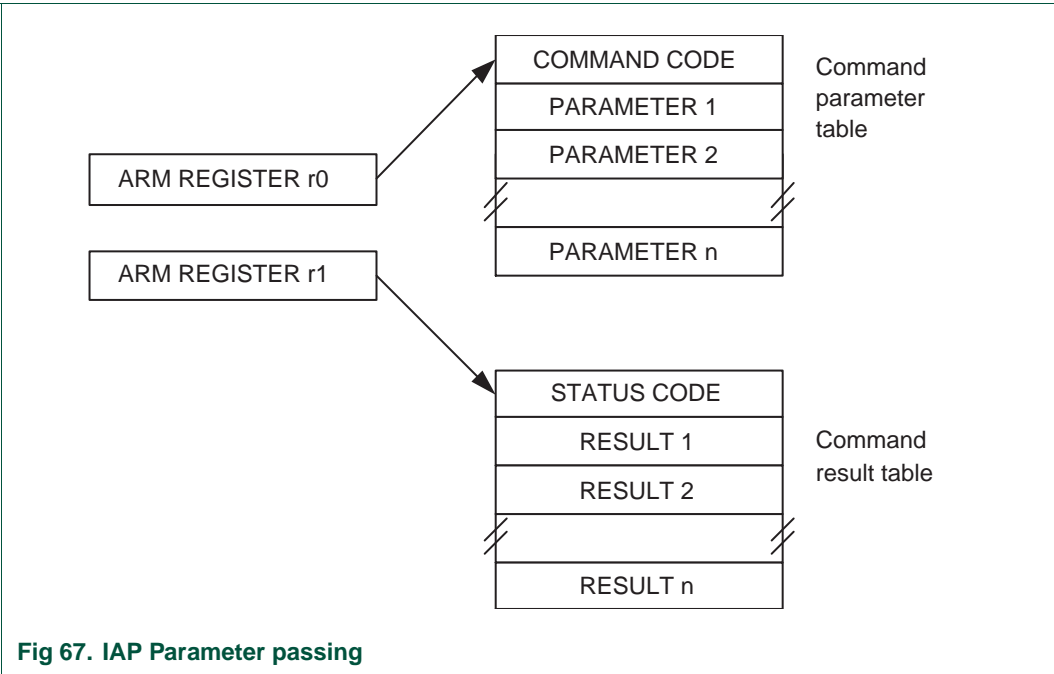 COMMAND CODE
PARAMETER 1
PARAMETER 2
PARAMETER n
Command
parameter
table
ARM REGISTER r0
ARM REGISTER r1
STATUS CODE
RESULT 1
RESULT 2
RESULT n
Command
result table
Fig 67. IAP Parameter passing